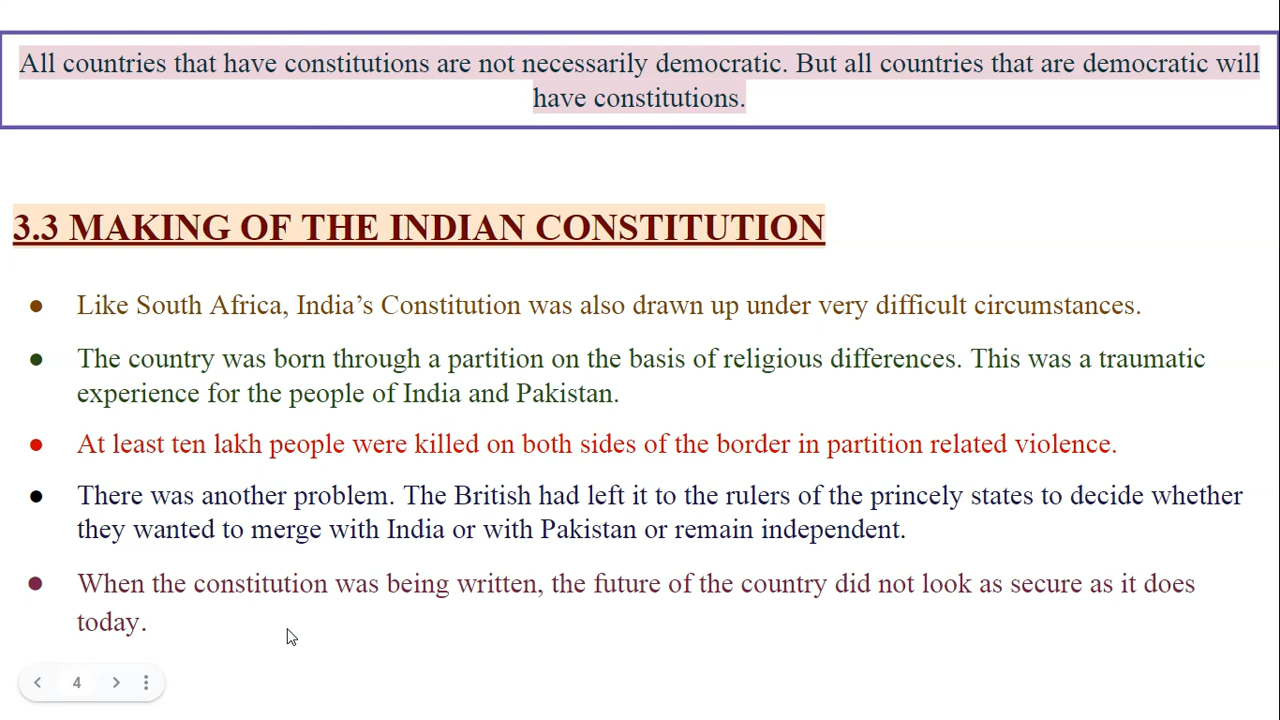 All countries that have constitutions are not necessarily democratic. But all countries that are democratic will
have constitutions.
3.3 MAKING OF THE INDIAN CONSTITUTION
● Like South Africa, India’s Constitution was also drawn up under very difficult circumstances.
● The country was born through a partition on the basis of religious differences. This was a traumatic
experience for the people of India and Pakistan.
● At least ten lakh people were killed on both sides of the border in partition related violence.
● There was another problem. The British had left it to the rulers of the princely states to decide whether
they wanted to merge with India or with Pakistan or remain independent.
● When the constitution was being written, the future of the country did not look as secure as it does
today.
4